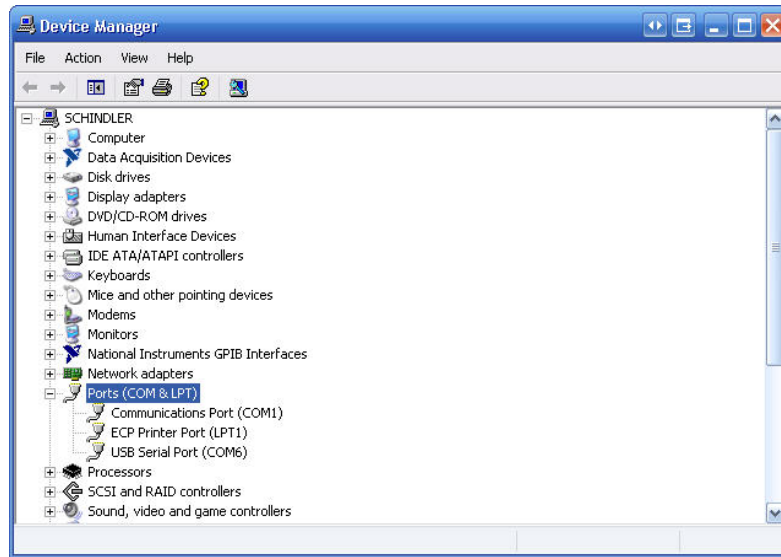 Device Manager
File Action View Help
SCHINDLER
Computer
Data Acquisition Devices
Disk drives
Display adapters
DVD/CD-ROM drives
Human Interface Devices
IDE ATA/ATAPI controllers
Keyboards
Mice and other pointing devices
Modems
Monitors
National Instruments GPIB Interfaces
Network adapters
Ports (COM & LPT)
Communications Port (COM1)
ECP Printer Port (LPT1)
USB Serial Port (COM6)
Processors
SCSI and RAID controllers
Sound, video and game controllers